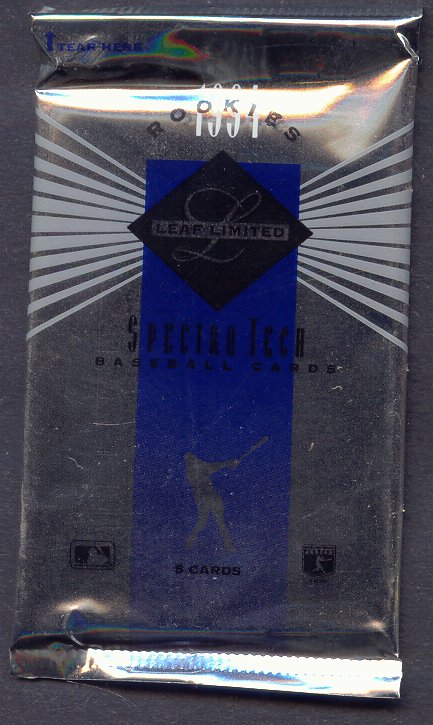 TEAR HERE
1994
ROOKIES
L
LEAF LIMITED
SPECTRA TECH
BASEBALL CARDS
5 CARDS